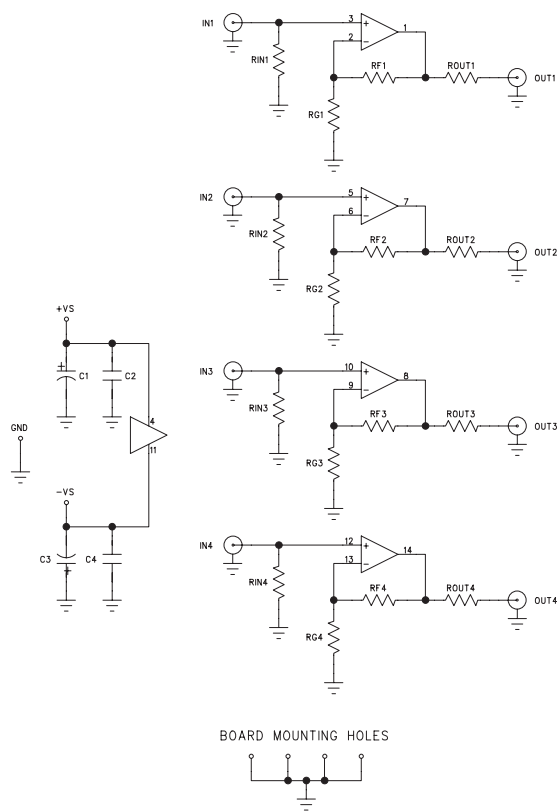 IN1
3
+
1
2
−
RIN1
RF1
ROUT1
OUT1
RG1
IN2
5
+
7
6
−
RIN2
RF2
ROUT2
OUT2
RG2
+VS
+
C1
C2
4
11
GND
−VS
C3
C4
+
IN3
10
+
8
9
−
RIN3
RF3
ROUT3
OUT3
RG3
IN4
12
+
14
13
−
RIN4
RF4
ROUT4
OUT4
RG4
BOARD MOUNTING HOLES